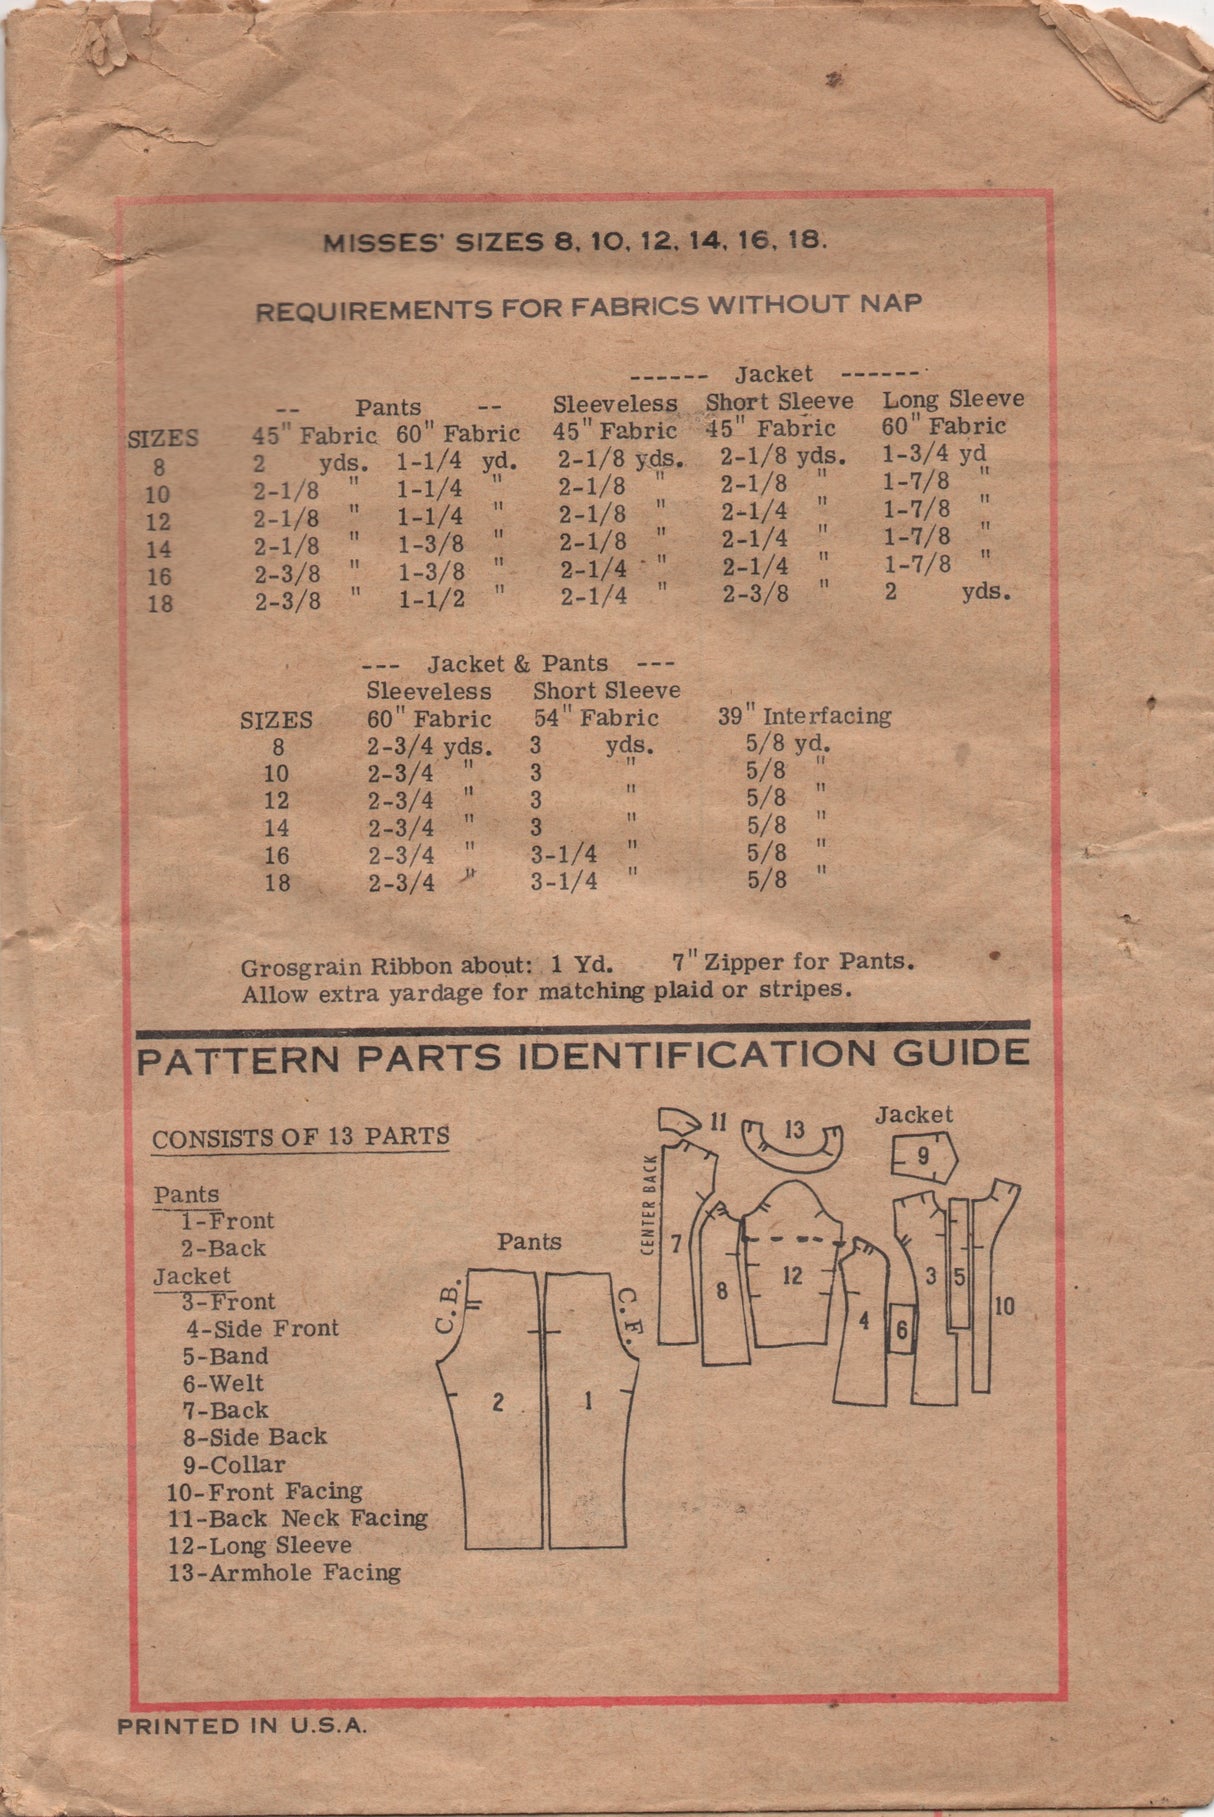 MISSES' SIZES 8, 10, 12, 14, 16, 18.
REQUIREMENTS FOR FABRICS WITHOUT NAP
------ Jacket ------
-- Pants -- Sleeveless Short Sleeve Long Sleeve
SIZES 45" Fabric 60" Fabric 45" Fabric 45" Fabric 60" Fabric
8 2 yds. 1-1/4 yd. 2-1/8 yds. 2-1/8 yds. 1-3/4 yd
10 2-1/8 " 1-1/4 " 2-1/8 " 2-1/8 " 1-7/8 "
12 2-1/8 " 1-1/4 " 2-1/8 " 2-1/4 " 1-7/8 "
14 2-1/8 " 1-3/8 " 2-1/8 " 2-1/4 " 1-7/8 "
16 2-3/8 " 1-3/8 " 2-1/4 " 2-1/4 " 1-7/8 "
18 2-3/8 " 1-1/2 " 2-1/4 " 2-3/8 " 2 yds.
--- Jacket & Pants ---
Sleeveless Short Sleeve
SIZES 60" Fabric 54" Fabric 39" Interfacing
8 2-3/4 yds. 3 yds. 5/8 yd.
10 2-3/4 " 3 " 5/8 "
12 2-3/4 " 3 " 5/8 "
14 2-3/4 " 3 " 5/8 "
16 2-3/4 " 3-1/4 " 5/8 "
18 2-3/4 " 3-1/4 " 5/8 "
Grosgrain Ribbon about: 1 Yd. 7" Zipper for Pants.
Allow extra yardage for matching plaid or stripes.
PATTERN PARTS IDENTIFICATION GUIDE
CONSISTS OF 13 PARTS
Pants
1-Front
2-Back
Jacket
3-Front
4-Side Front
5-Band
6-Welt
7-Back
8-Side Back
9-Collar
10-Front Facing
11-Back Neck Facing
12-Long Sleeve
13-Armhole Facing
Pants
C.B.
C.F.
2
1
Jacket
11
13
9
CENTER BACK
7
8
12
4
6
3
5
10
PRINTED IN U.S.A.